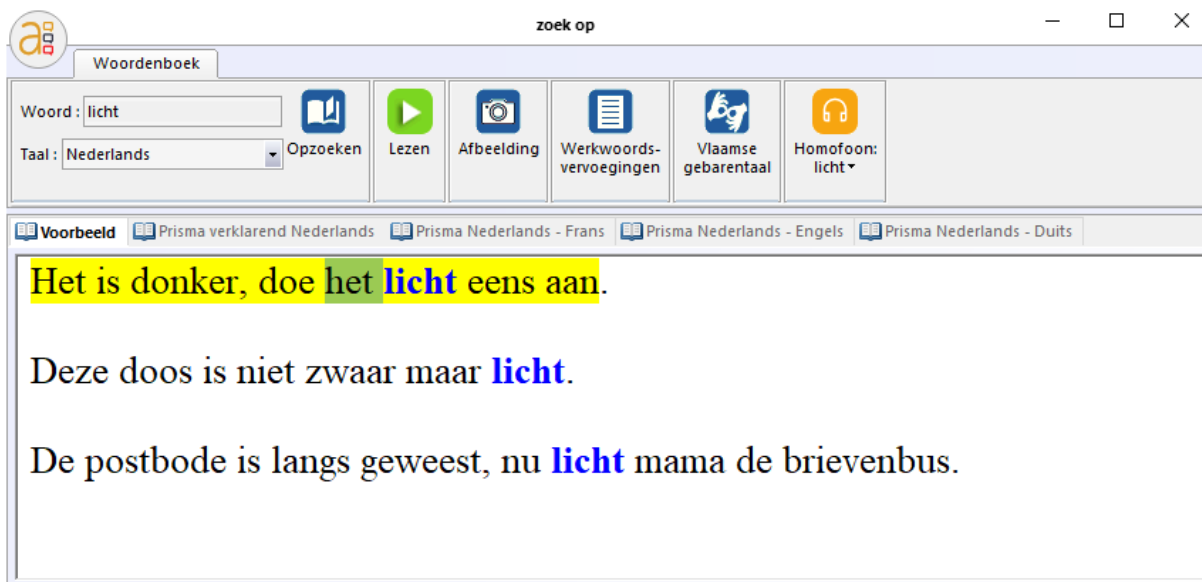 zoek op
Woordenboek
Woord : licht
Taal : Nederlands
Opzoeken
Lezen
Afbeelding
Werkwoords-
vervoegingen
Vlaamse
gebarentaal
Homofoon:
licht
Voorbeeld Prisma verklarend Nederlands Prisma Nederlands - Frans Prisma Nederlands - Engels Prisma Nederlands - Duits
Het is donker, doe het licht eens aan.
Deze doos is niet zwaar maar licht.
De postbode is langs geweest, nu licht mama de brievenbus.